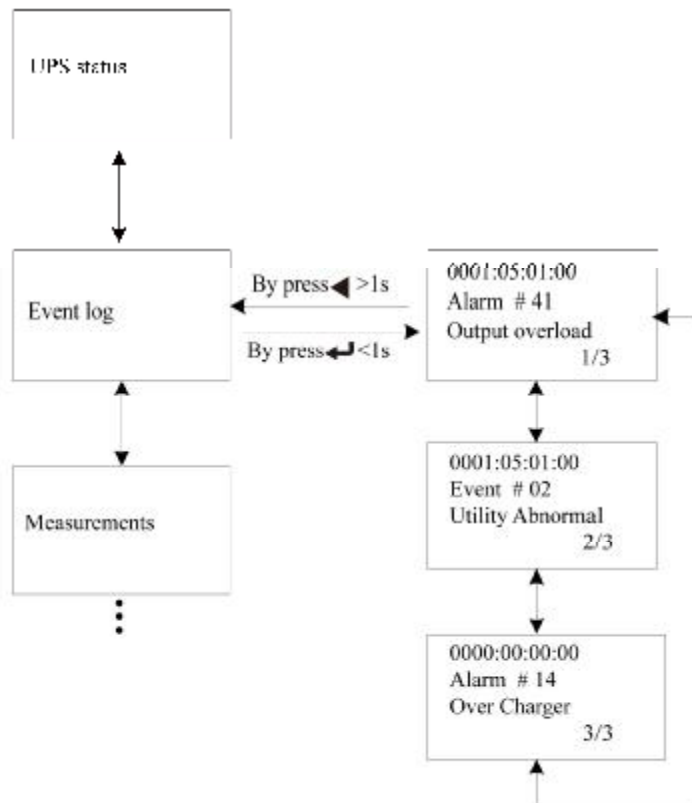 UPS status
Event log
By press >1s
By press <1s
0001:05:01:00
Alarm # 41
Output overload
1/3
Measurements
0001:05:01:00
Event # 02
Utility Abnormal
2/3
0000:00:00:00
Alarm # 14
Over Charger
3/3